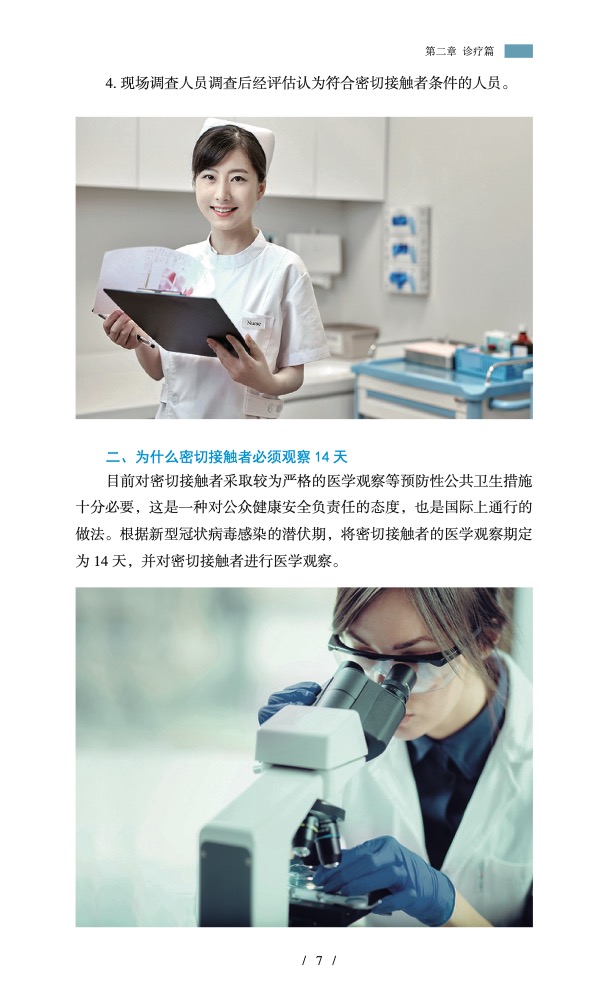 第二章 诊疗篇
4. 现场调查人员调查后经评估认为符合密切接触者条件的人员。
Nurse
二、为什么密切接触者必须观察 14 天
目前对密切接触者采取较为严格的医学观察等预防性公共卫生措施
十分必要，这是一种对公众健康安全负责任的态度，也是国际上通行的
做法。根据新型冠状病毒感染的潜伏期，将密切接触者的医学观察期定
为 14 天，并对密切接触者进行医学观察。
/ 7 /